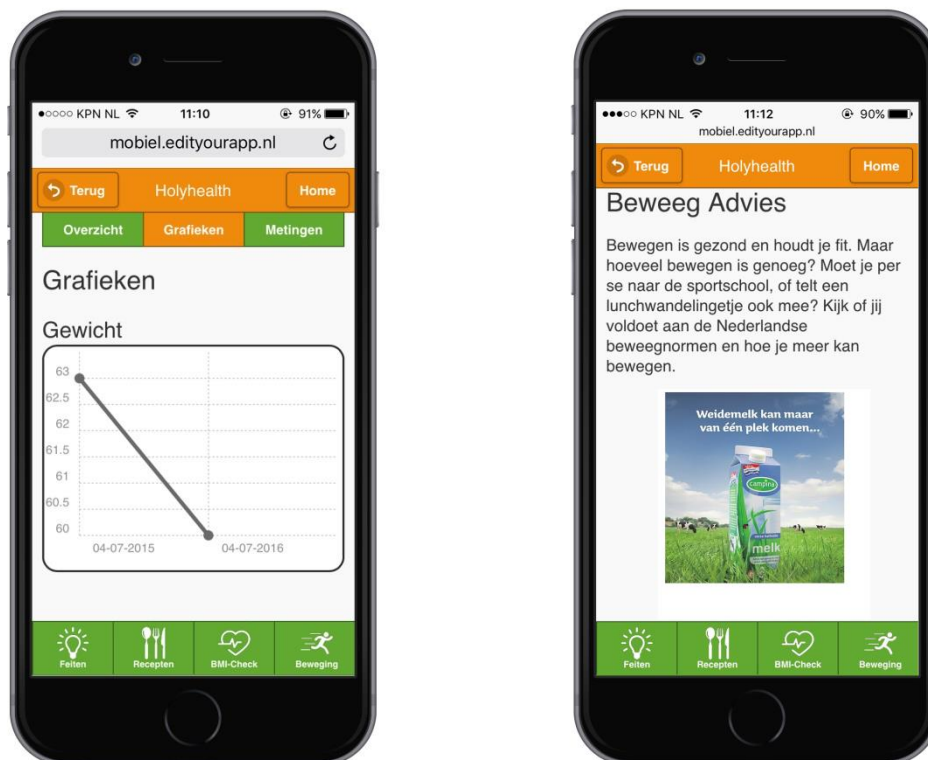 KPN NL 11:10 91%
mobiel.edityourapp.nl
Terug Holyhealth Home
Overzicht Grafieken Metingen
Grafieken
Gewicht
63
62.5
62
61.5
61
60.5
60
04-07-2015 04-07-2016
Feiten Recepten BMI-Check Beweging
KPN NL 11:12 90%
mobiel.edityourapp.nl
Terug Holyhealth Home
Beweeg Advies
Bewegen is gezond en houdt je fit. Maar
hoeveel bewegen is genoeg? Moet je per
se naar de sportschool, of telt een
lunchwandelingetje ook mee? Kijk of jij
voldoet aan de Nederlandse
beweegnormen en hoe je meer kan
bewegen.
Weidemelk kan maar
van één plek komen...
campina
melk
Feiten Recepten BMI-Check Beweging